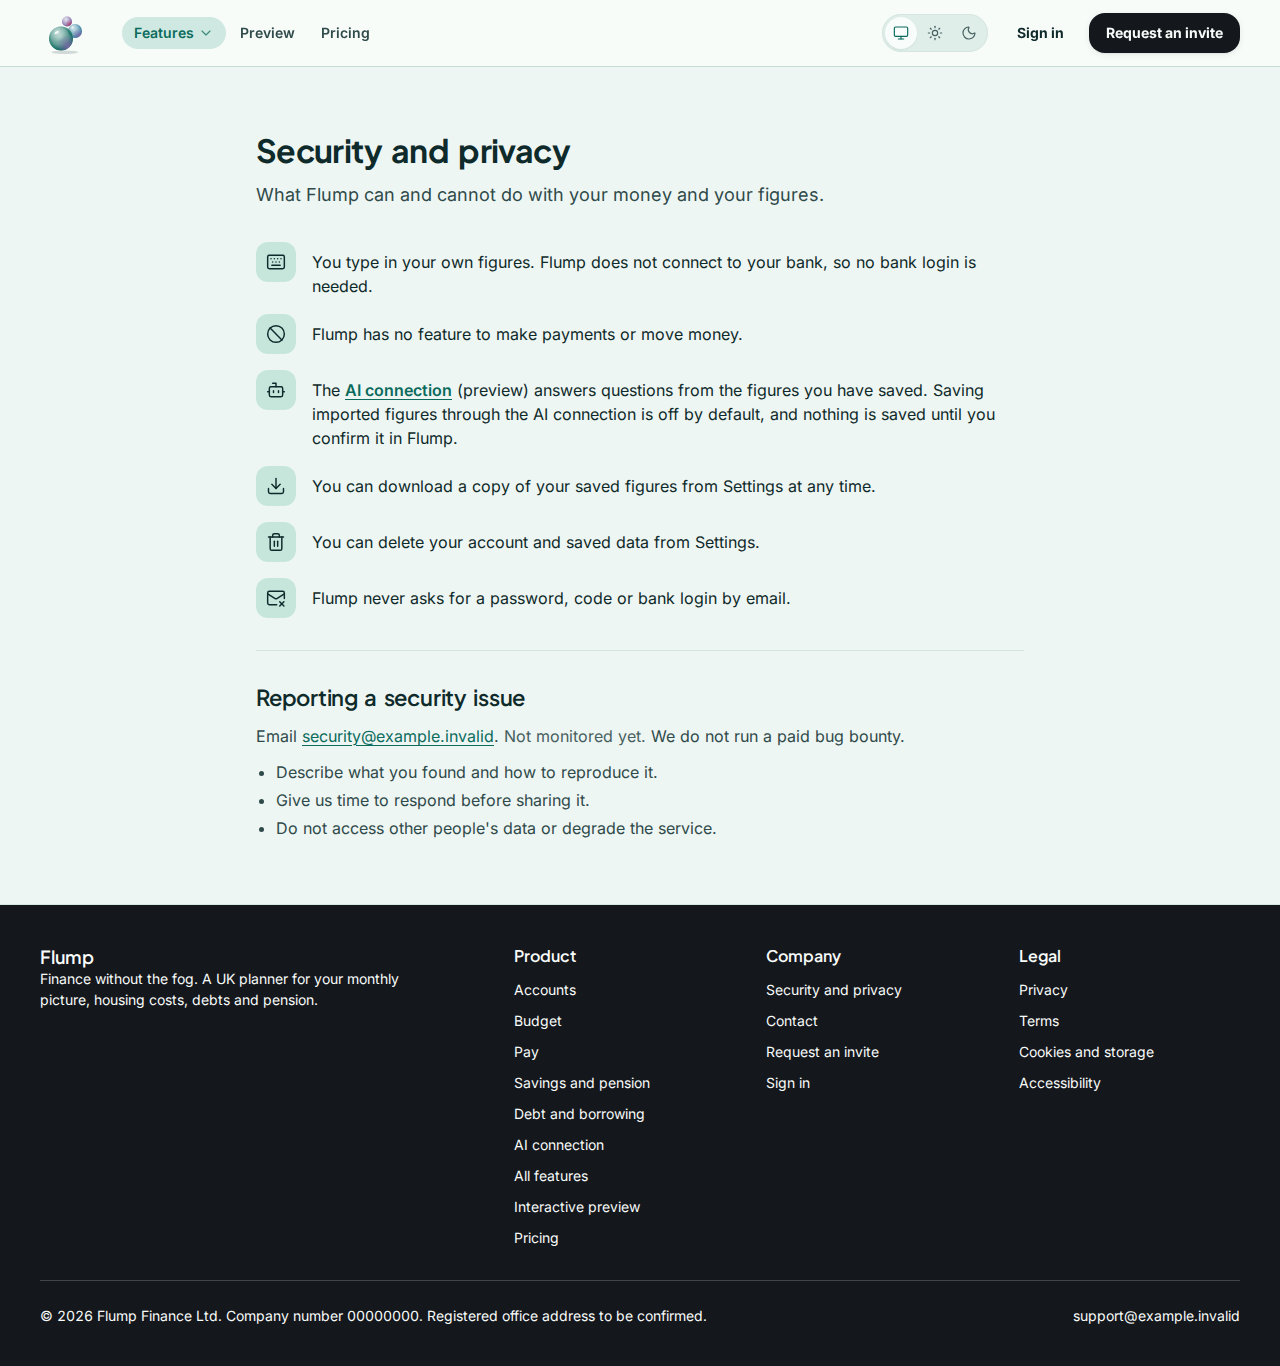 Features
Preview
Pricing
Sign in
Request an invite
Security and privacy
What Flump can and cannot do with your money and your figures.
You type in your own figures. Flump does not connect to your bank, so no bank login is
needed.
Flump has no feature to make payments or move money.
The AI connection (preview) answers questions from the figures you have saved. Saving
imported figures through the AI connection is off by default, and nothing is saved until you
confirm it in Flump.
You can download a copy of your saved figures from Settings at any time.
You can delete your account and saved data from Settings.
Flump never asks for a password, code or bank login by email.
Reporting a security issue
Email security@example.invalid. Not monitored yet. We do not run a paid bug bounty.
• Describe what you found and how to reproduce it.
• Give us time to respond before sharing it.
• Do not access other people's data or degrade the service.
Flump
Finance without the fog. A UK planner for your monthly
picture, housing costs, debts and pension.
Product
Accounts
Budget
Pay
Savings and pension
Debt and borrowing
AI connection
All features
Interactive preview
Pricing
Company
Security and privacy
Contact
Request an invite
Sign in
Legal
Privacy
Terms
Cookies and storage
Accessibility
© 2026 Flump Finance Ltd. Company number 00000000. Registered office address to be confirmed.
support@example.invalid